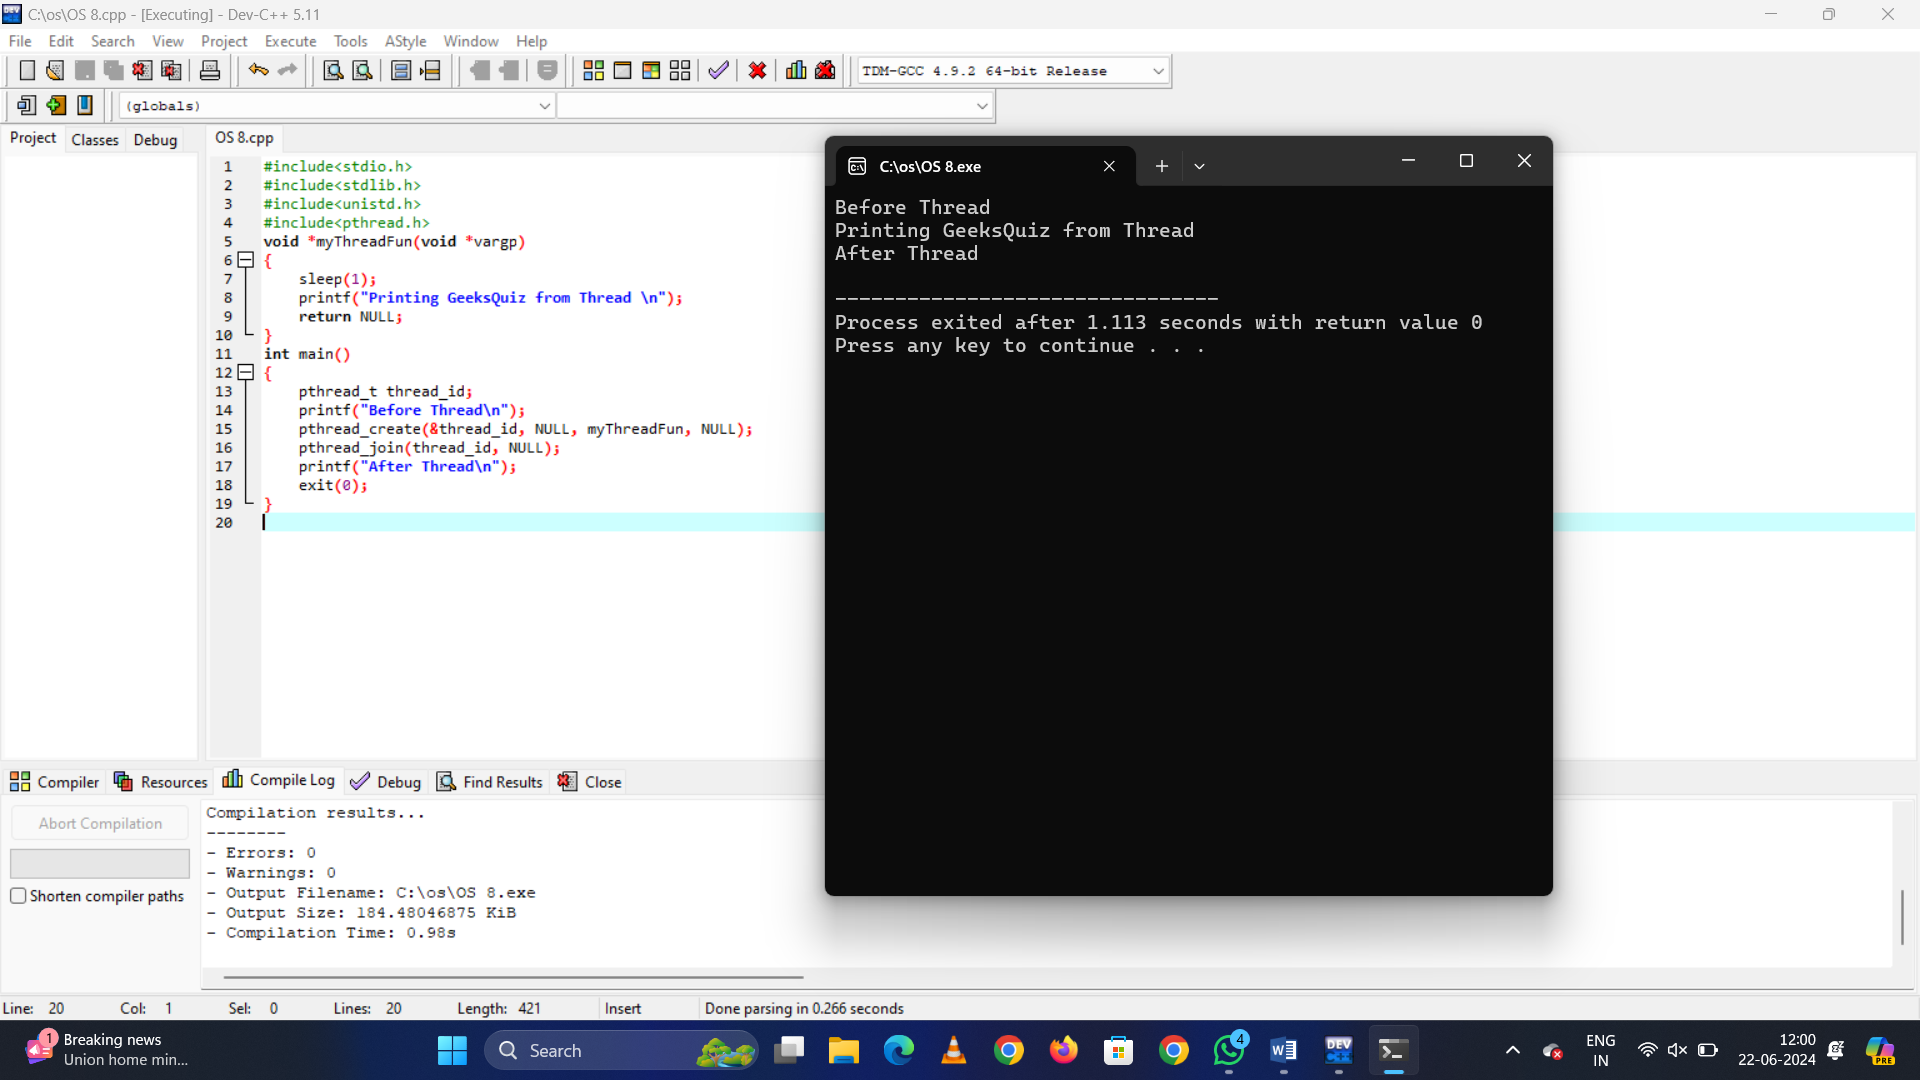 C:\os\OS 8.cpp - [Executing] - Dev-C++ 5.11
File Edit Search View Project Execute Tools AStyle Window Help
TDM-GCC 4.9.2 64-bit Release
(globals)
Project Classes Debug
OS 8.cpp
1 #include<stdio.h>
2 #include<stdlib.h>
3 #include<unistd.h>
4 #include<pthread.h>
5 void *myThreadFun(void *vargp)
6 {
7 sleep(1);
8 printf("Printing GeeksQuiz from Thread \n");
9 return NULL;
10 }
11 int main()
12 {
13 pthread_t thread_id;
14 printf("Before Thread\n");
15 pthread_create(&thread_id, NULL, myThreadFun, NULL);
16 pthread_join(thread_id, NULL);
17 printf("After Thread\n");
18 exit(0);
19 }
20
C:\os\OS 8.exe
Before Thread
Printing GeeksQuiz from Thread
After Thread
--------------------------------
Process exited after 1.113 seconds with return value 0
Press any key to continue . . .
Compiler Resources Compile Log Debug Find Results Close
Abort Compilation
Shorten compiler paths
Compilation results...
--------
- Errors: 0
- Warnings: 0
- Output Filename: C:\os\OS 8.exe
- Output Size: 184.48046875 KiB
- Compilation Time: 0.98s
Line: 20 Col: 1 Sel: 0 Lines: 20 Length: 421 Insert Done parsing in 0.266 seconds
1
Breaking news
Union home min...
Search
4
DEV
C++
ENG
IN
12:00
22-06-2024
PRE